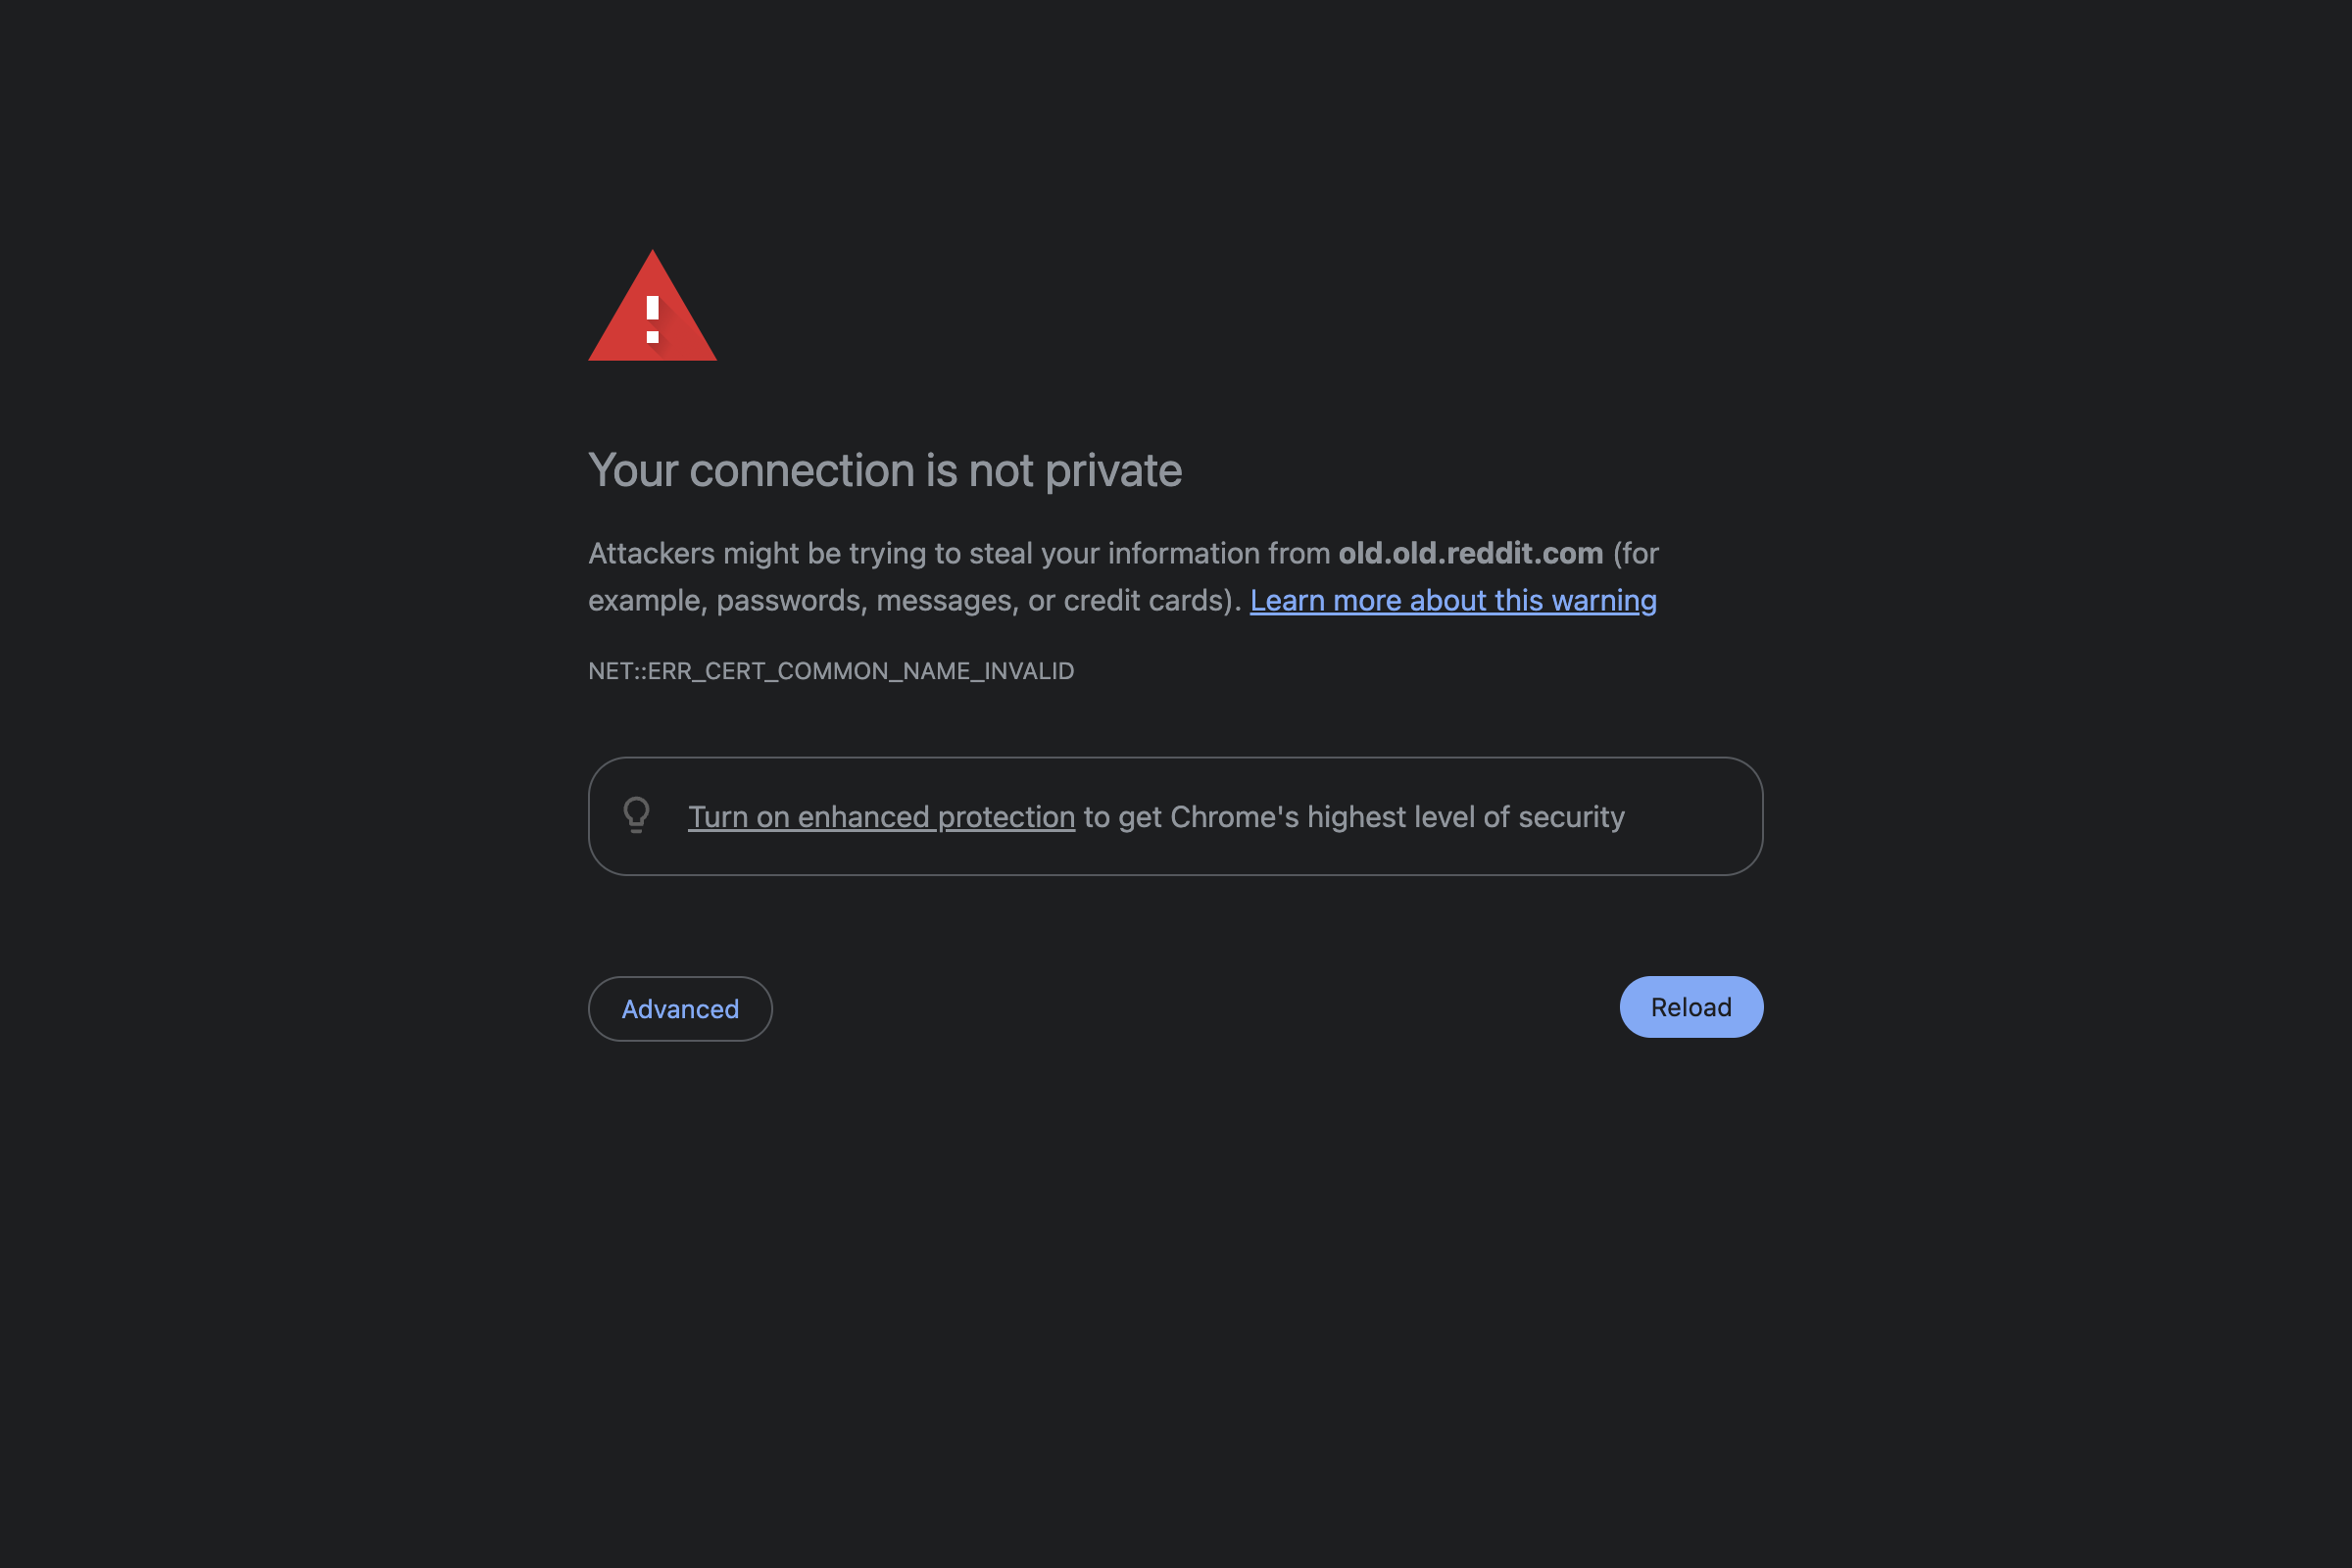 Your connection is not private
Attackers might be trying to steal your information from old.old.reddit.com (for
example, passwords, messages, or credit cards). Learn more about this warning
NET::ERR_CERT_COMMON_NAME_INVALID
Turn on enhanced protection to get Chrome's highest level of security
Advanced
Reload